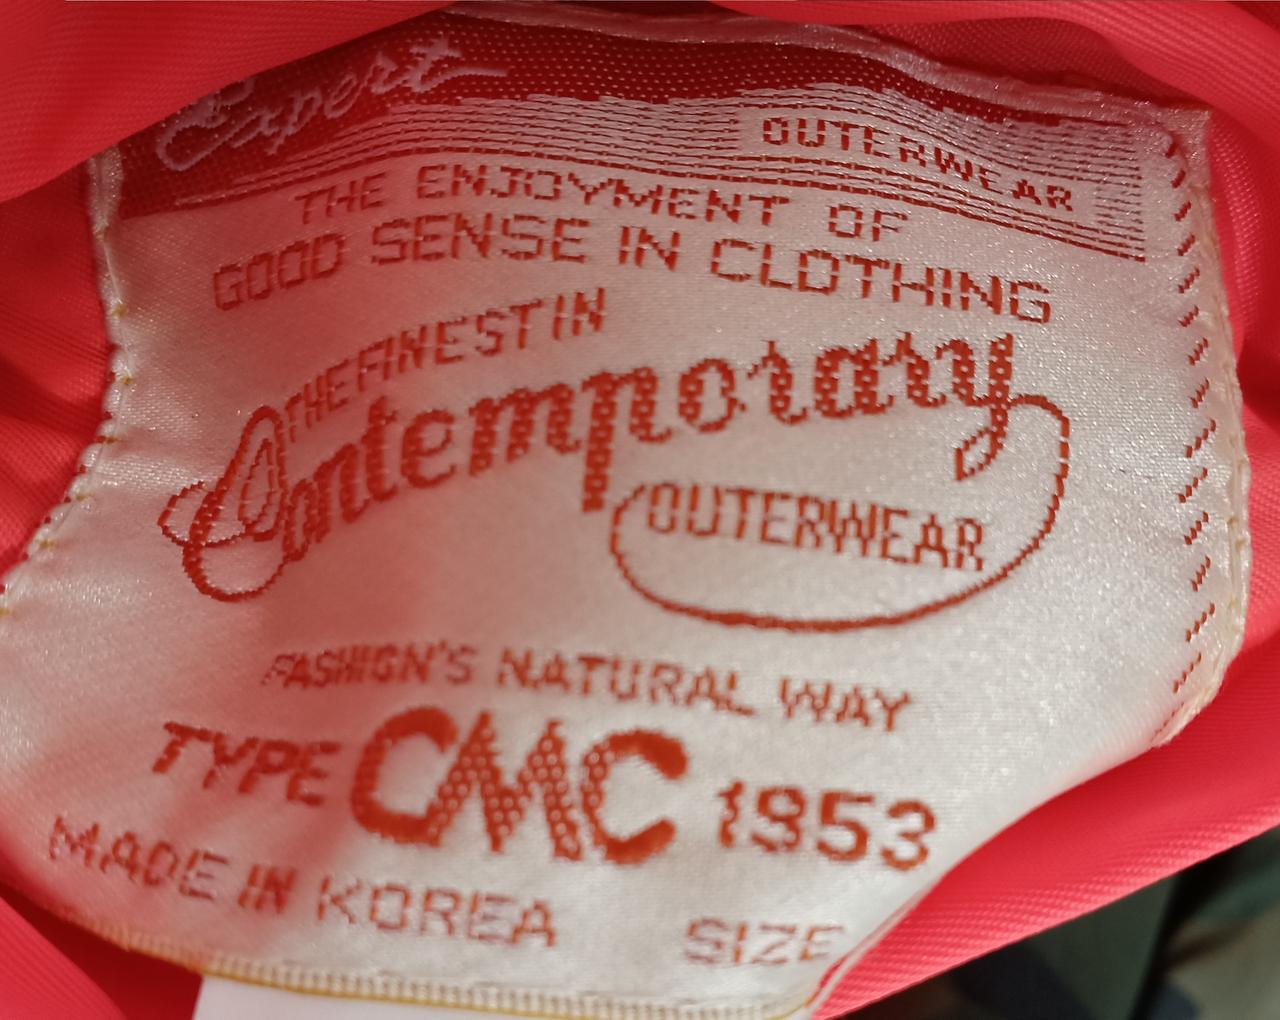 Expert
OUTERWEAR
THE ENJOYMENT OF
GOOD SENSE IN CLOTHING
THE FINEST IN
Contemporary
OUTERWEAR
FASHION'S NATURAL WAY
TYPE CMC 1953
MADE IN KOREA SIZE